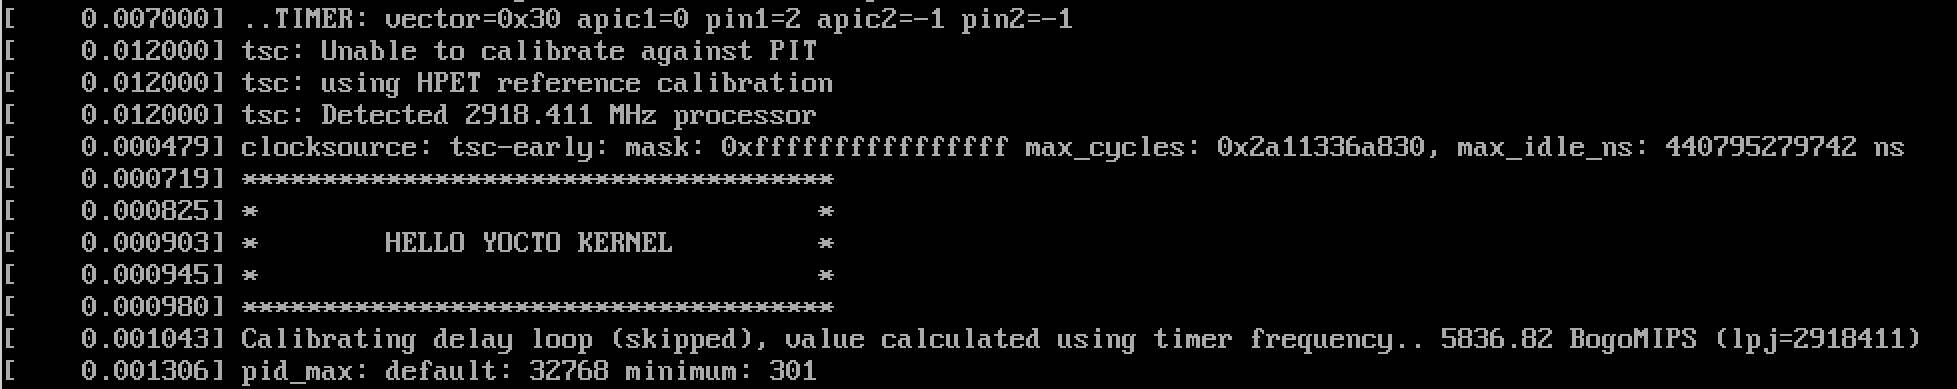 [    0.007000] ..TIMER: vector=0x30 apic1=0 pin1=2 apic2=-1 pin2=-1
[    0.012000] tsc: Unable to calibrate against PIT
[    0.012000] tsc: using HPET reference calibration
[    0.012000] tsc: Detected 2918.411 MHz processor
[    0.000479] clocksource: tsc-early: mask: 0xffffffffffffffff max_cycles: 0x2a11336a830, max_idle_ns: 440795279742 ns
[    0.000719] *************************************
[    0.000825] *                                   *
[    0.000903] *        HELLO YOCTO KERNEL         *
[    0.000945] *                                   *
[    0.000980] *************************************
[    0.001043] Calibrating delay loop (skipped), value calculated using timer frequency.. 5836.82 BogoMIPS (lpj=2918411)
[    0.001306] pid_max: default: 32768 minimum: 301